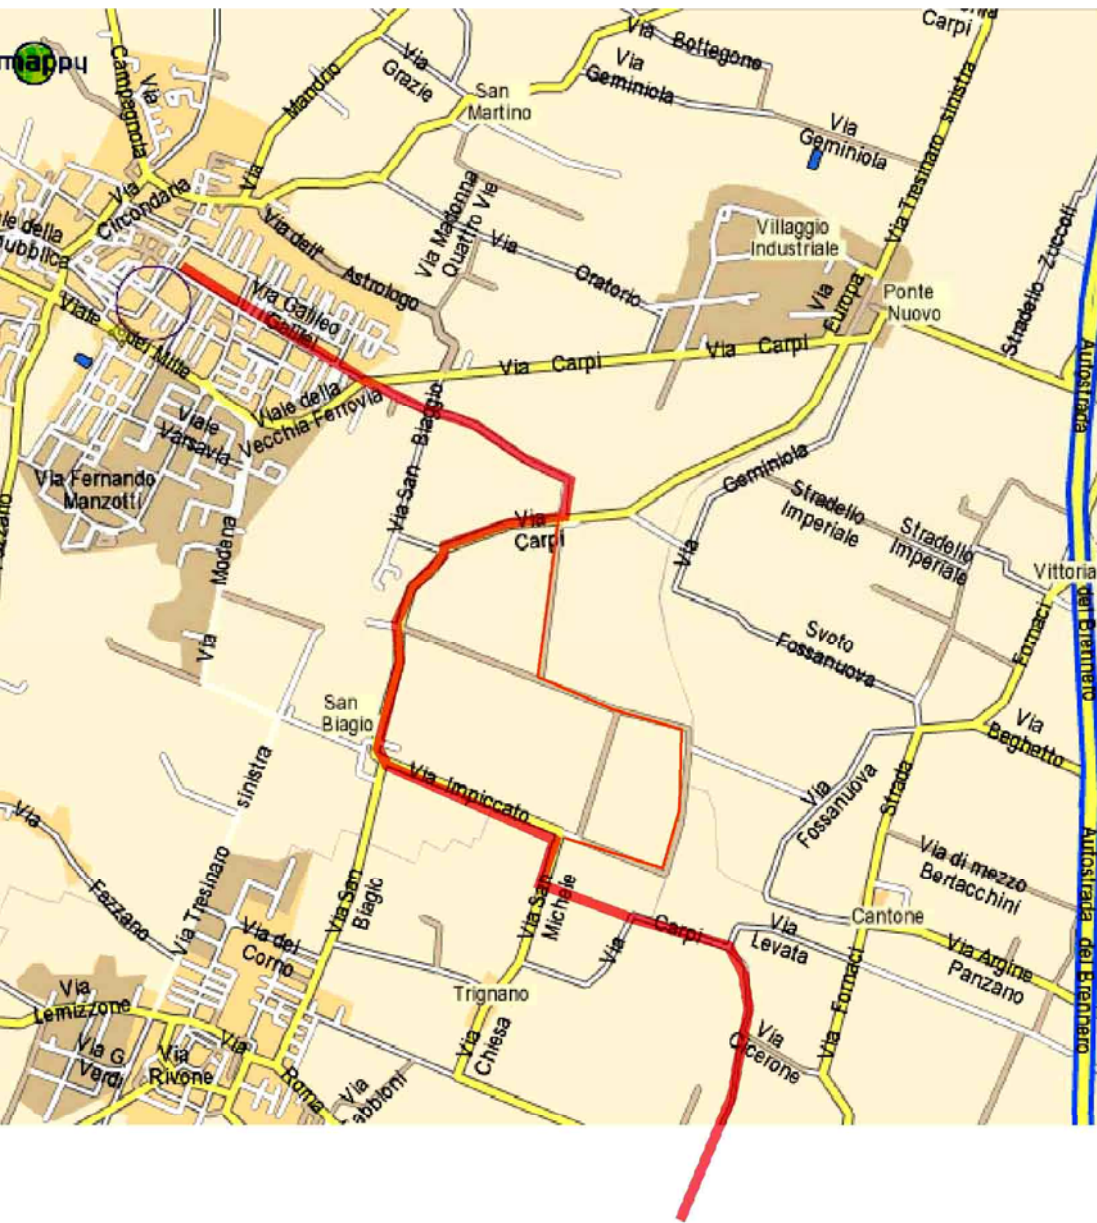 mappy
Campagnola
Via
Mandrio
Via
Via
Grazie
San
Martino
Via Bottegone
Via
Geminiola
Via
Geminiola
Carpi
Via Tresinaro sinistra
Via
Circondaria
della
Via dell'
Astrologo
Via Madonna
Quattro Vie
Via
Oratorio
Villaggio
Industriale
Via
Europa
Ponte
Nuovo
Stradello Zuccoli
Autostrada
Viale dei Mille
Via Galileo
Galilei
Via Carpi
Via Carpi
Viale della
Vecchia Ferrovia
Viale
Varsavia
Via Fernando
Manzotti
Via San Biaggio
Modena
Via
Via
Carpi
Geminiola
Via
Stradello
Imperiale
Stradello
Imperiale
Vittoria
del Brennero
Fornaci
Svoto
Fossanuova
Via
Beghetto
San
Biagio
sinistra
Via Impiccato
Via
Fossanuova
Strada
Via di mezzo
Bertacchini
Via
Fazzano
Via Tresinaro
Via San
Biagio
Via San
Michele
Via
Carpi
Via
Levata
Cantone
Via Argine
Panzano
Autostrada del Brennero
Via del
Corno
Trignano
Via
Lemizzone
Via
Chiesa
Via
Cicerone
Via Fornaci
Via G
Verdi
Via
Rivone
Via
Roma
Via